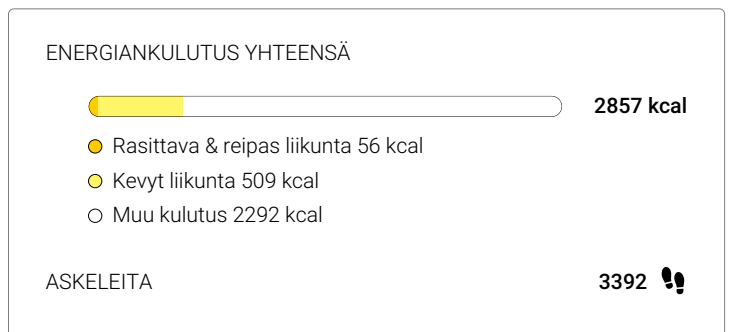 ENERGIANKULUTUS YHTEENSÄ
2857 kcal
Rasittava & reipas liikunta 56 kcal
Kevyt liikunta 509 kcal
Muu kulutus 2292 kcal
ASKELEITA 3392